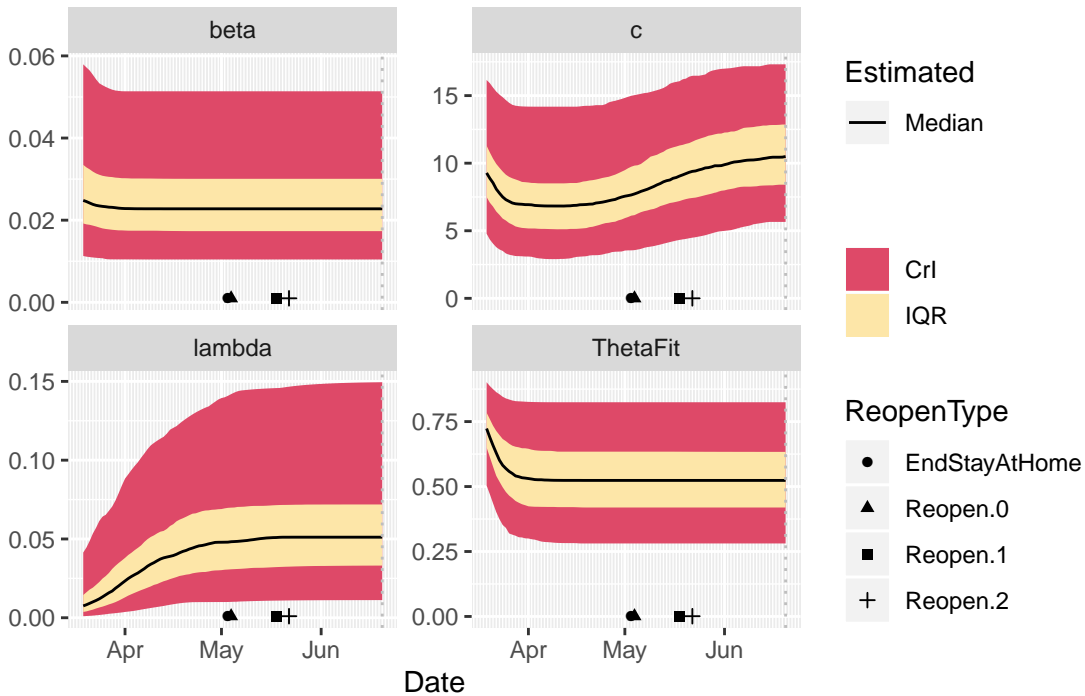 beta
c
0.06
0.04
0.02
0.00
15
10
5
0
lambda
ThetaFit
0.15
0.10
0.05
0.00
0.75
0.50
0.25
0.00
Apr
May
Jun
Apr
May
Jun
Date
Estimated
Median
CrI
IQR
ReopenType
EndStayAtHome
Reopen.0
Reopen.1
Reopen.2